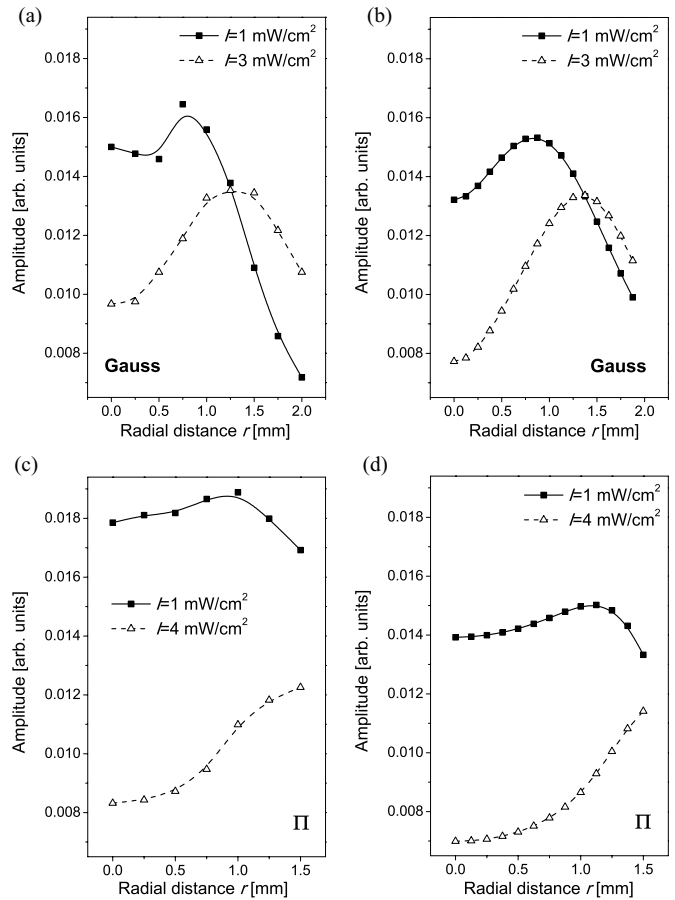 (a)
I=1 mW/cm²
I=3 mW/cm²
0.018
0.016
0.014
0.012
0.010
0.008
Amplitude [arb. units]
Gauss
0.0 0.5 1.0 1.5 2.0
Radial distance r [mm]
(b)
I=1 mW/cm²
I=3 mW/cm²
0.018
0.016
0.014
0.012
0.010
0.008
Amplitude [arb. units]
Gauss
0.0 0.5 1.0 1.5 2.0
Radial distance r [mm]
(c)
0.018
0.016
0.014
0.012
0.010
0.008
Amplitude [arb. units]
I=1 mW/cm²
I=4 mW/cm²
Π
0.0 0.5 1.0 1.5
Radial distance r [mm]
(d)
I=1 mW/cm²
I=4 mW/cm²
0.018
0.016
0.014
0.012
0.010
0.008
Amplitude [arb. units]
Π
0.0 0.5 1.0 1.5
Radial distance r [mm]